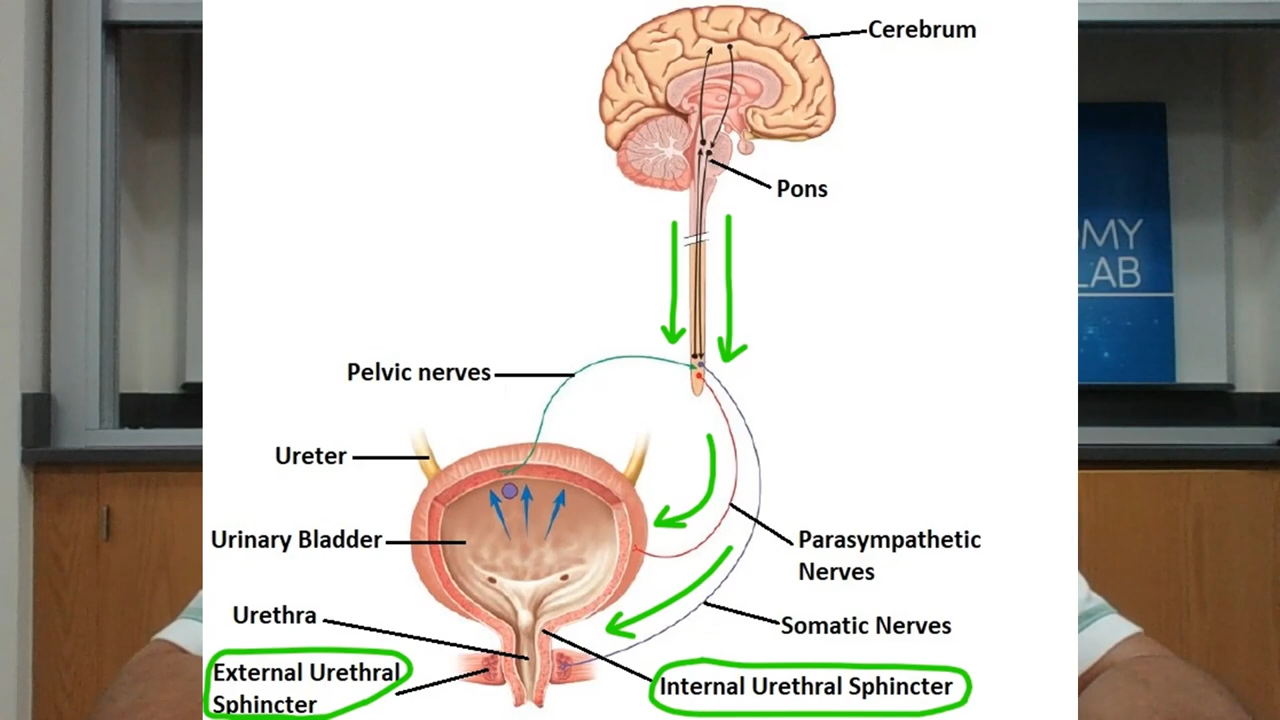 Cerebrum
Pons
Pelvic nerves
Ureter
Urinary Bladder
Parasympathetic
Nerves
Urethra
Somatic Nerves
External Urethral
Sphincter
Internal Urethral Sphincter
MY
LAB